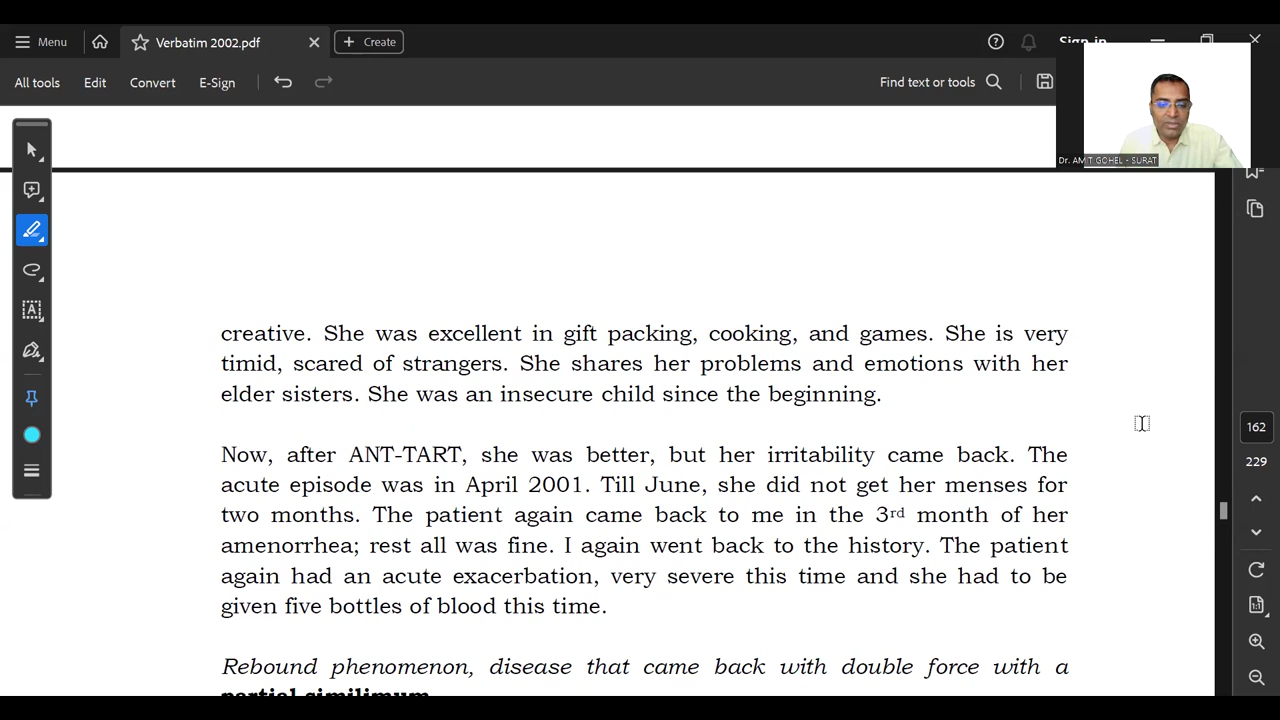 Menu
Verbatim 2002.pdf
Create
Sign in
All tools
Edit
Convert
E-Sign
Find text or tools
Dr. AMIT GOHEL - SURAT
creative. She was excellent in gift packing, cooking, and games. She is very
timid, scared of strangers. She shares her problems and emotions with her
elder sisters. She was an insecure child since the beginning.
Now, after ANT-TART, she was better, but her irritability came back. The
acute episode was in April 2001. Till June, she did not get her menses for
two months. The patient again came back to me in the 3rd month of her
amenorrhea; rest all was fine. I again went back to the history. The patient
again had an acute exacerbation, very severe this time and she had to be
given five bottles of blood this time.
Rebound phenomenon, disease that came back with double force with a
partial similimum.
162
229
1:1